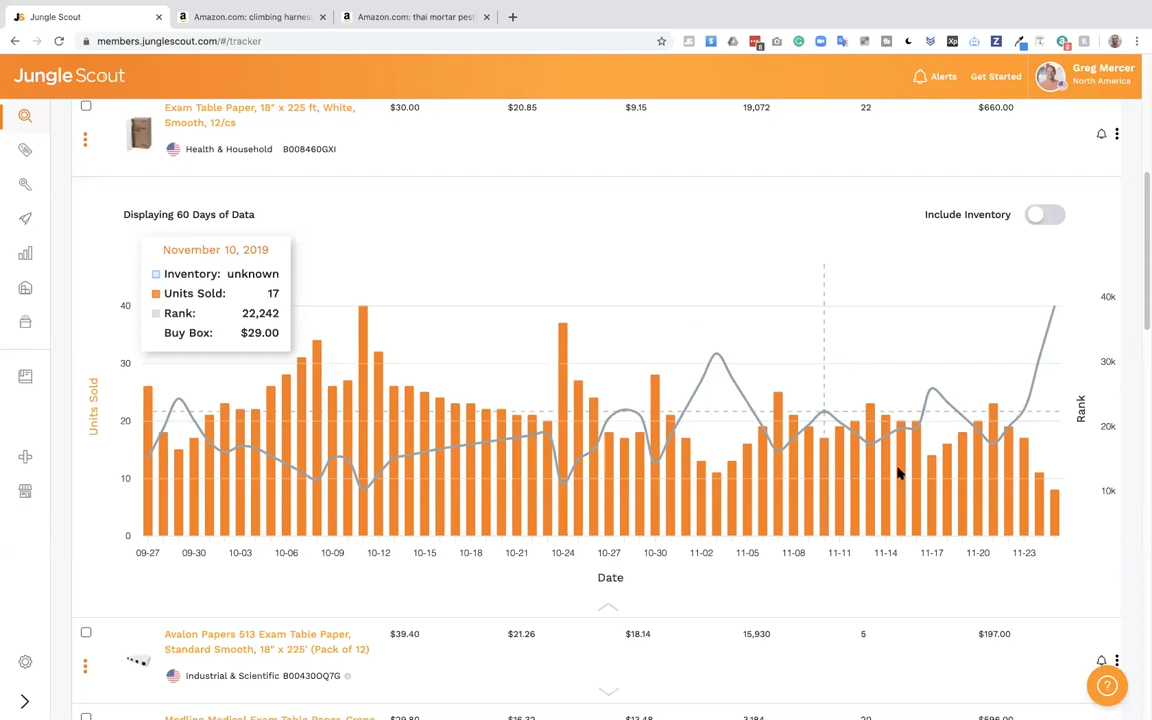 Jungle Scout
Amazon.com: climbing harness
Amazon.com: thai mortar pest
members.junglescout.com/#/tracker
Jungle Scout
Alerts
Get Started
Greg Mercer
North America
Exam Table Paper, 18" x 225 ft, White,
Smooth, 12/cs
$30.00
$20.85
$9.15
19,072
22
$660.00
Health & Household B008460GXI
Displaying 60 Days of Data
Include Inventory
November 10, 2019
Inventory: unknown
Units Sold: 17
Rank: 22,242
Buy Box: $29.00
Units Sold
40
30
20
10
0
40k
30k
20k
10k
Rank
09-27 09-30 10-03 10-06 10-09 10-12 10-15 10-18 10-21 10-24 10-27 10-30 11-02 11-05 11-08 11-11 11-14 11-17 11-20 11-23
Date
Avalon Papers 513 Exam Table Paper,
Standard Smooth, 18" x 225' (Pack of 12)
$39.40
$21.26
$18.14
15,930
5
$197.00
Industrial & Scientific B00430OQ7G
Medline Medical Exam Table Paper, Crepe
$29.80
$16.32
$13.48
3,184
20
$596.00